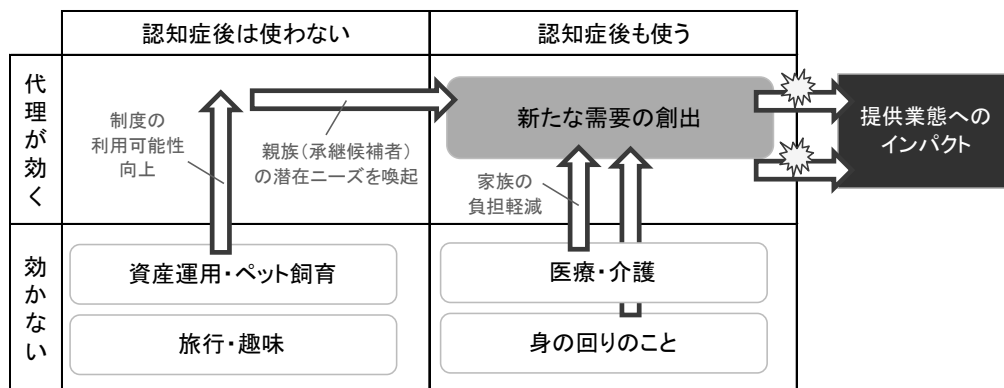 認知症後は使わない
認知症後も使う
代理が効く
制度の
利用可能性
向上
親族(承継候補者)
の潜在ニーズを喚起
新たな需要の創出
家族の
負担軽減
提供業態への
インパクト
効かない
資産運用・ペット飼育
旅行・趣味
医療・介護
身の回りのこと